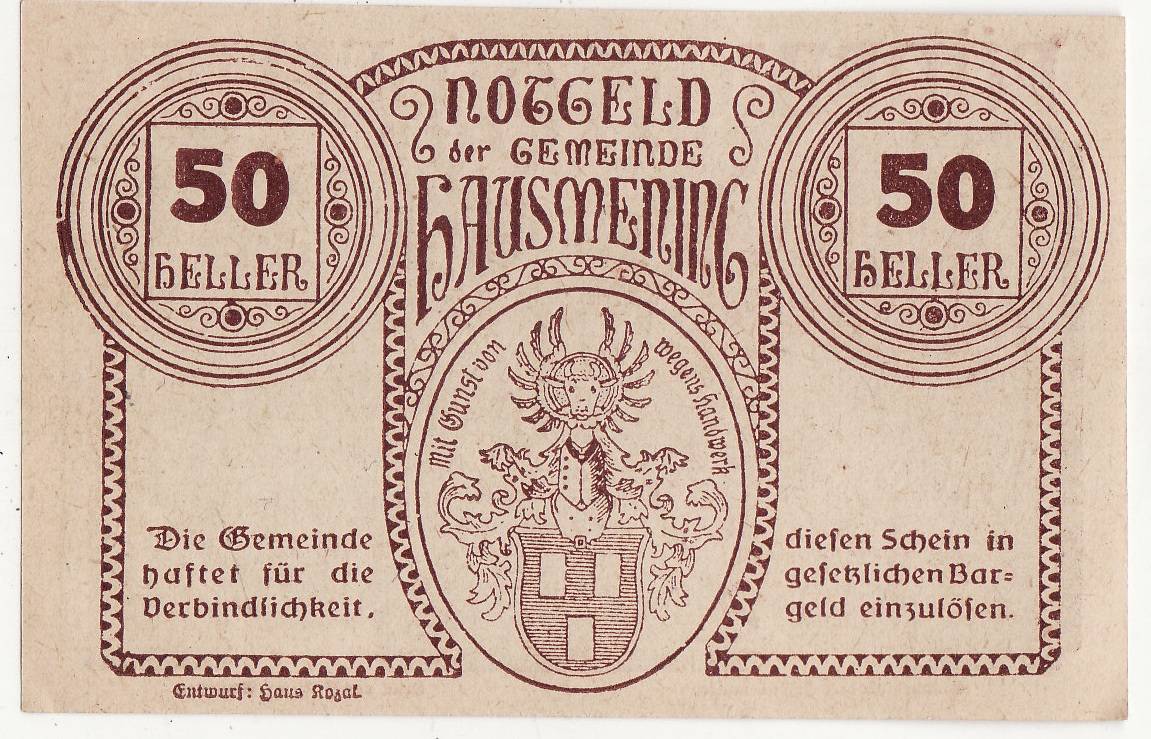 50
HELLER
NOTGELD
der GEMEINDE
HAUSMENING
50
HELLER
Mit Gunst von wegens Handwerk
Die Gemeinde
haftet für die
Verbindlichkeit,
diesen Schein in
gesetzlichen Bar=
geld einzulösen.
Entwurf: Hans Kozal